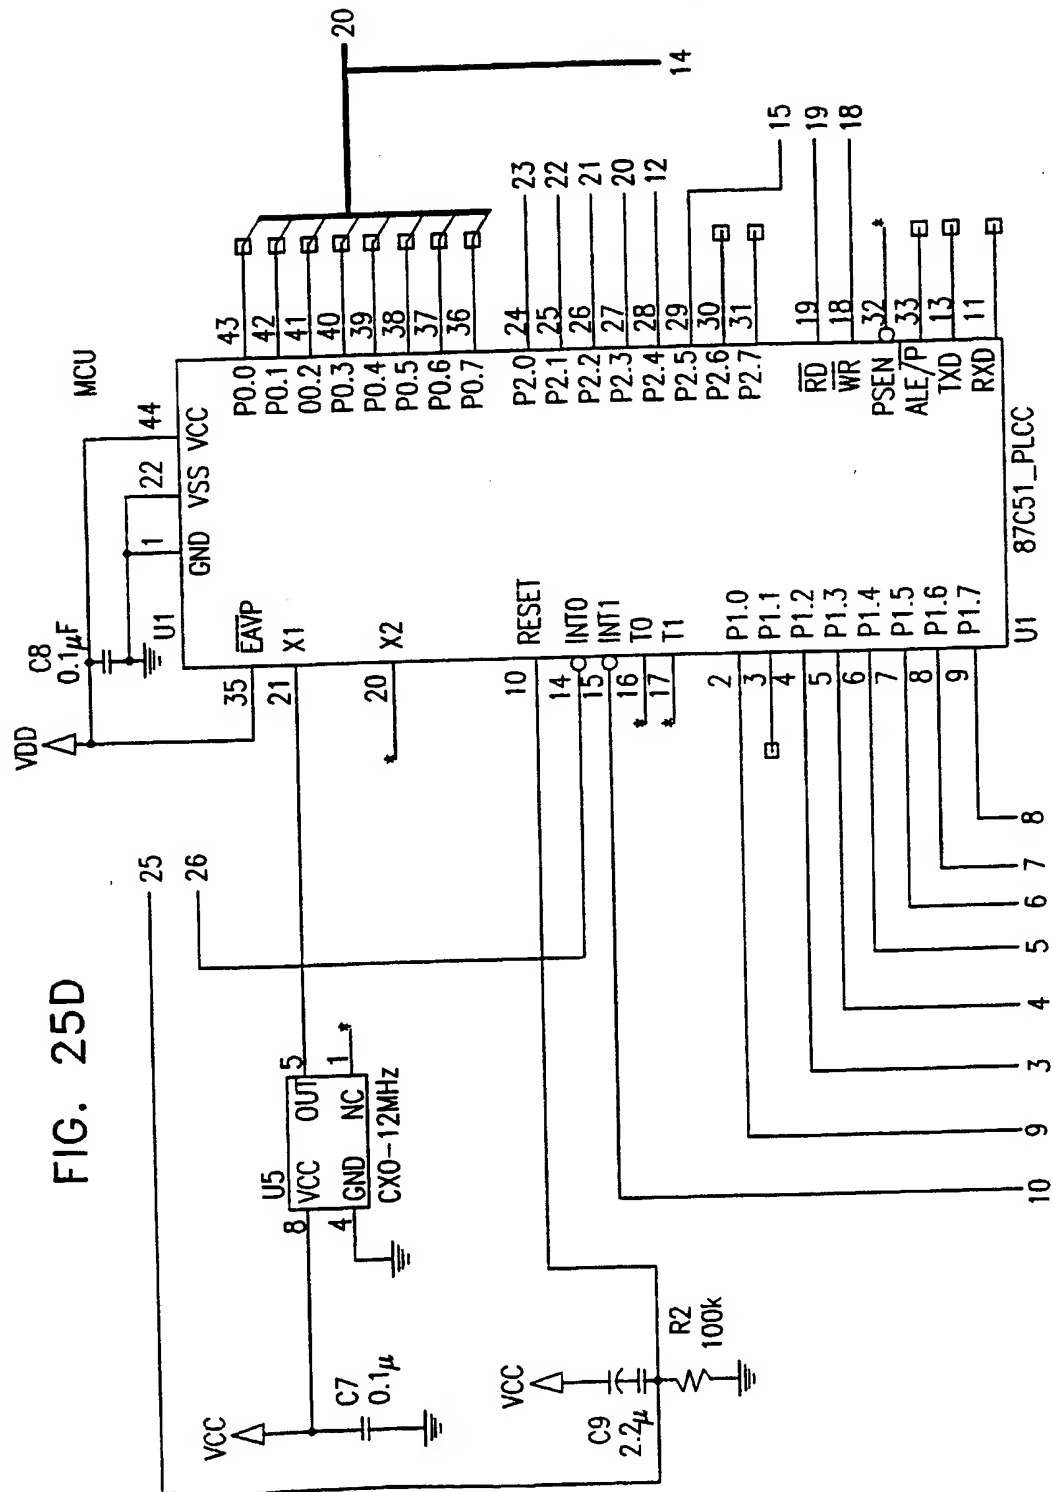 FIG. 25D
MCU
VDD
C8
0.1µF
U1
1
22
44
GND
VSS
VCC
35
EAVP
21
X1
20
X2
10
RESET
14
INT0
15
INT1
16
T0
17
T1
2
P1.0
3
P1.1
4
P1.2
5
P1.3
6
P1.4
7
P1.5
8
P1.6
9
P1.7
U1
87C51_PLCC
P0.0
43
P0.1
42
00.2
41
P0.3
40
P0.4
39
P0.5
38
P0.6
37
P0.7
36
20
14
P2.0
24
23
P2.1
25
22
P2.2
26
21
P2.3
27
20
P2.4
28
12
P2.5
29
15
P2.6
30
P2.7
31
RD
19
19
WR
18
18
PSEN
32
*
ALE/P
33
TXD
13
RXD
11
*
*
*
25
26
U5
8
VCC
OUT
5
4
GND
NC
1
*
CXO-12MHz
VCC
C7
0.1µ
VCC
C9
2.2µ
R2
100k
10
9
3
4
5
6
7
8